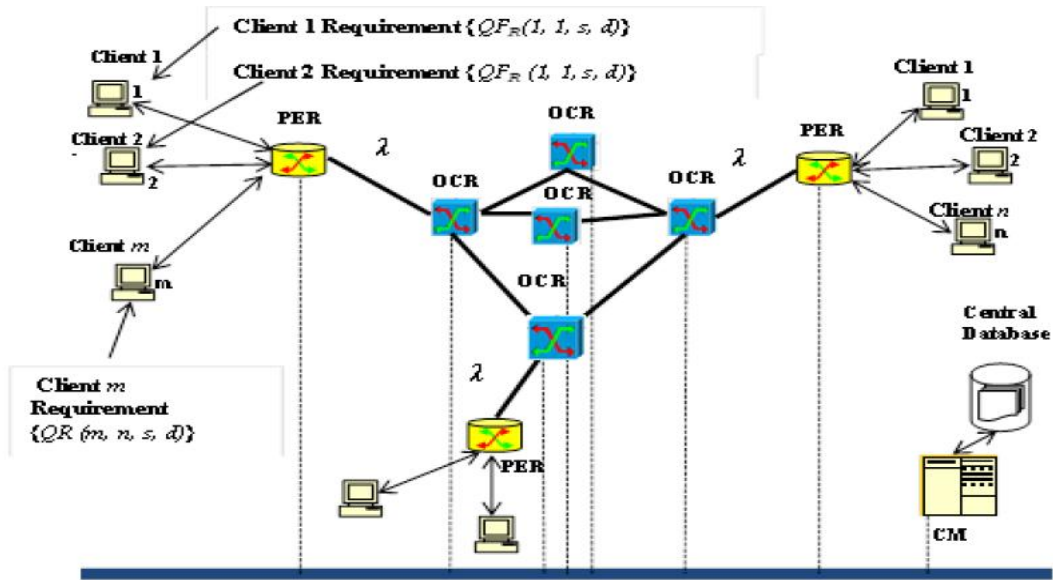 Client 1 Requirement {QF_R(1, 1, s, d)}
Client 2 Requirement {QF_R (1, 1, s, d)}
Client 1
1
Client 2
2
Client m
m
Client m
Requirement
{QR (m, n, s, d)}
PER
λ
OCR
OCR
OCR
OCR
OCR
λ
PER
λ
PER
Client 1
1
Client 2
2
Client n
n
Central
Database
CM